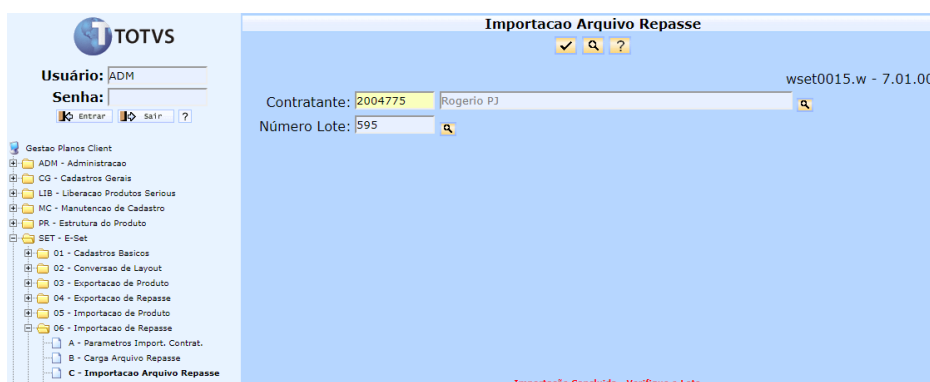 TOTVS
Usuário: ADM
Senha:
Entrar Sair ?
Gestao Planos Client
ADM - Administracao
CG - Cadastros Gerais
LIB - Liberacao Produtos Serious
MC - Manutencao de Cadastro
PR - Estrutura do Produto
SET - E-Set
01 - Cadastros Basicos
02 - Conversao de Layout
03 - Exportacao de Produto
04 - Exportacao de Repasse
05 - Importacao de Produto
06 - Importacao de Repasse
A - Parametros Import. Contrat.
B - Carga Arquivo Repasse
C - Importacao Arquivo Repasse
Importacao Arquivo Repasse
?
wset0015.w - 7.01.00
Contratante: 2004775 Rogerio PJ
Número Lote: 595